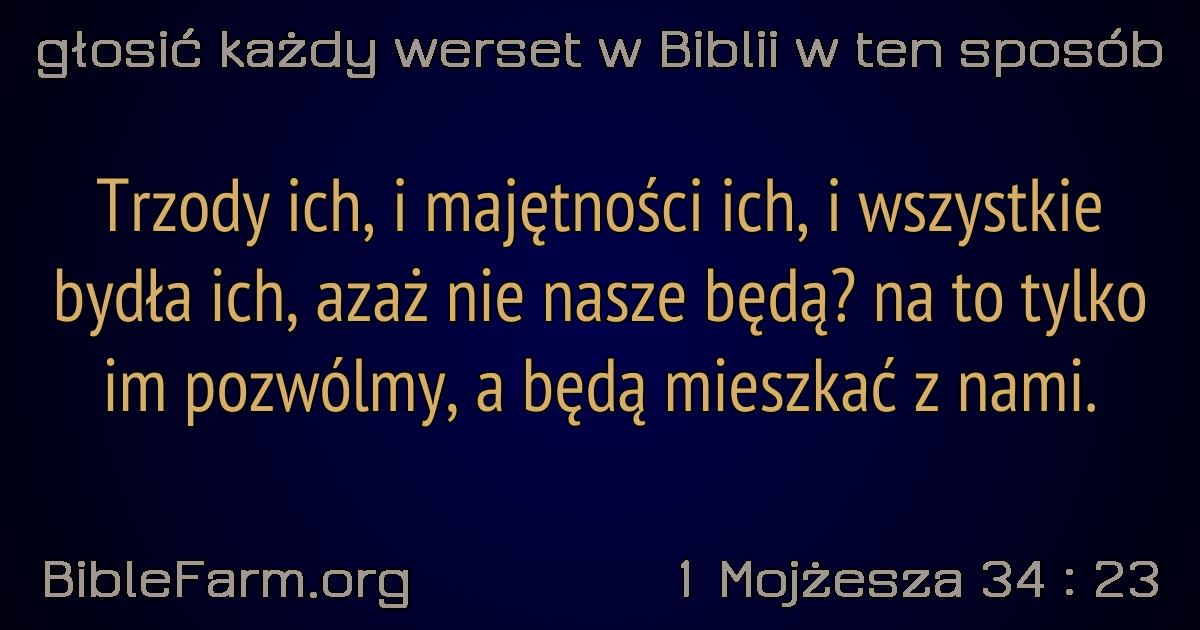 głosić każdy werset w Biblii w ten sposób
Trzody ich, i majętności ich, i wszystkie
bydła ich, azaż nie nasze będą? na to tylko
im pozwólmy, a będą mieszkać z nami.
BibleFarm.org
1 Mojżesza 34 : 23